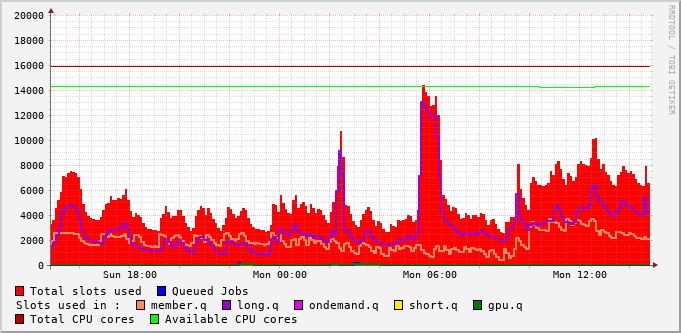 20000
18000
16000
14000
12000
10000
8000
6000
4000
2000
0
Sun 18:00 Mon 00:00 Mon 06:00 Mon 12:00
RRDTOOL / TOBI OETIKER
Total slots used Queued Jobs
Slots used in : member.q long.q ondemand.q short.q gpu.q
Total CPU cores Available CPU cores